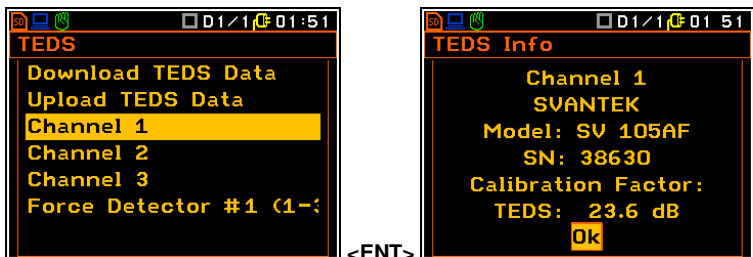 SD D1/1 01:51
TEDS
Download TEDS Data
Upload TEDS Data
Channel 1
Channel 2
Channel 3
Force Detector #1 (1-
<ENT>
SD D1/1 01 51
TEDS Info
Channel 1
SVANTEK
Model: SV 105AF
SN: 38630
Calibration Factor:
TEDS: 23.6 dB
Ok